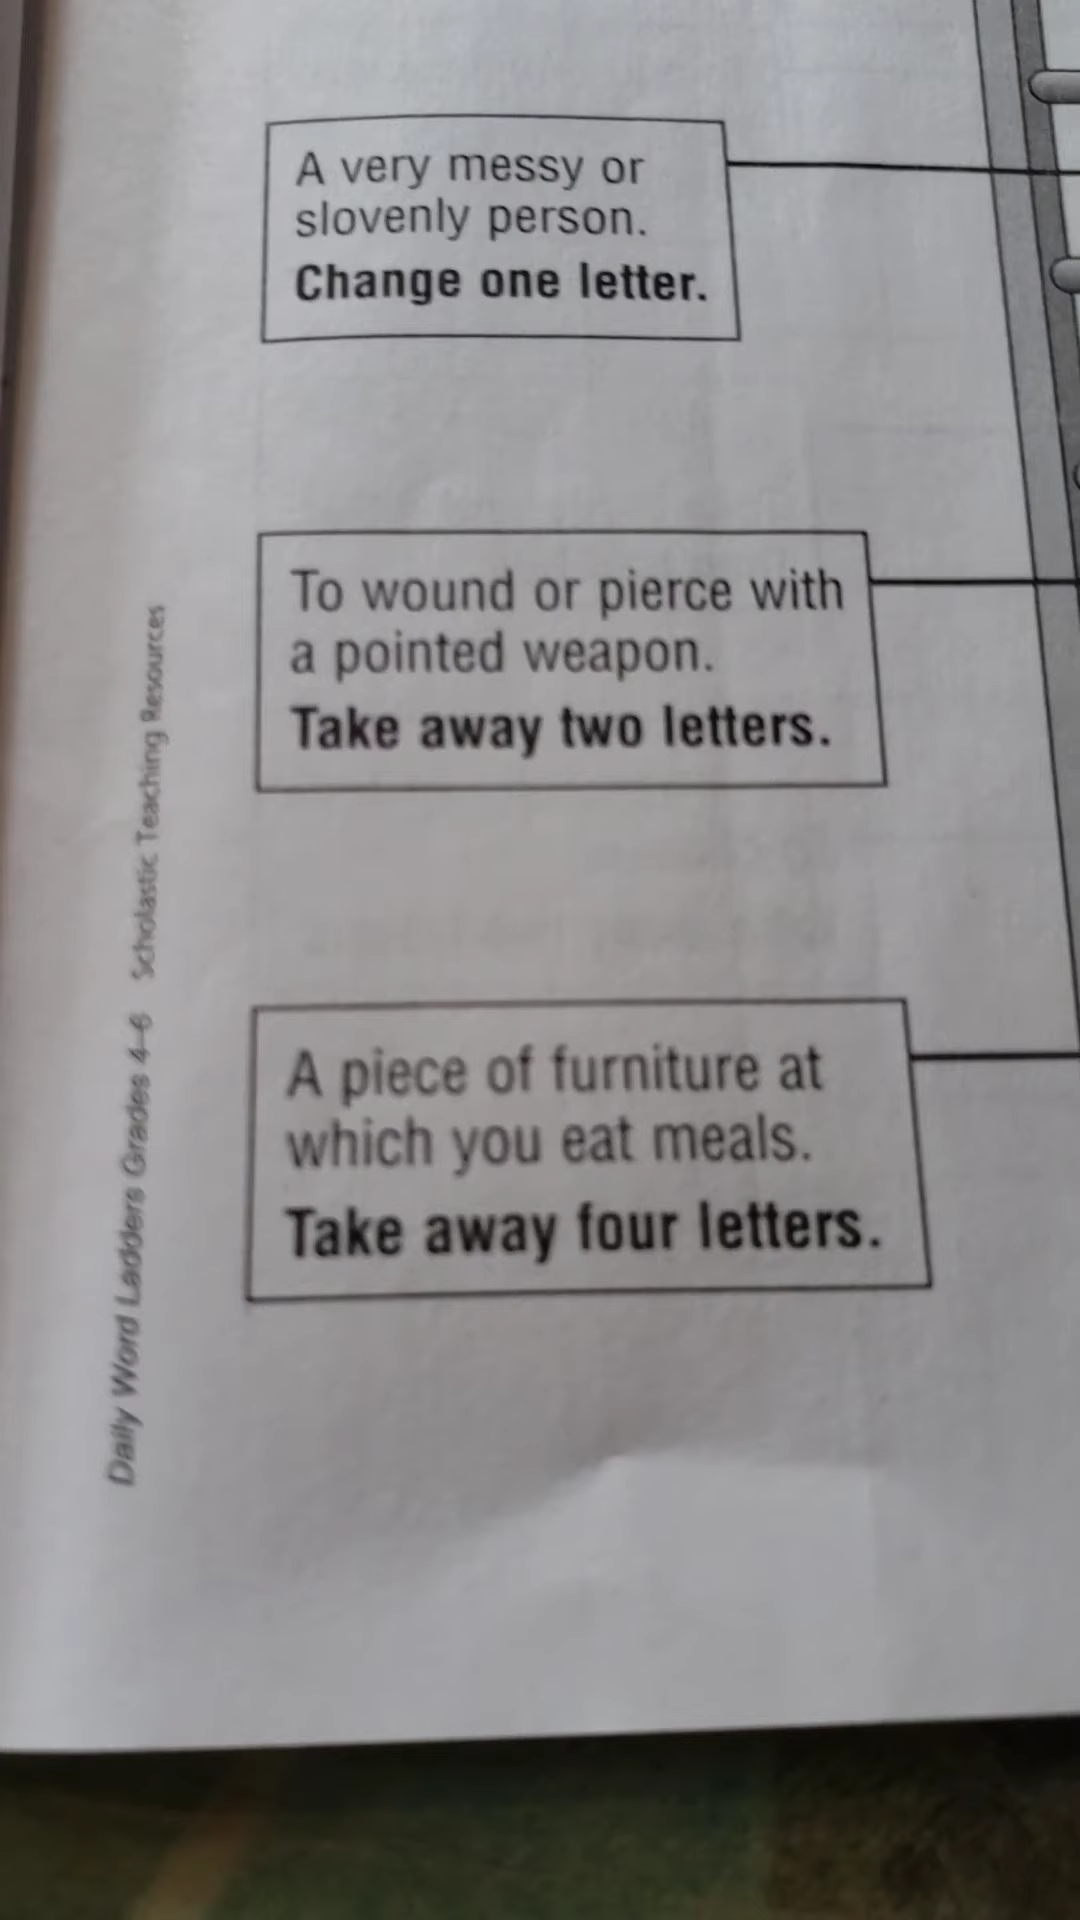 A very messy or
slovenly person.
Change one letter.
To wound or pierce with
a pointed weapon.
Take away two letters.
A piece of furniture at
which you eat meals.
Take away four letters.
Daily Word Ladders Grades 4–6 Scholastic Teaching Resources